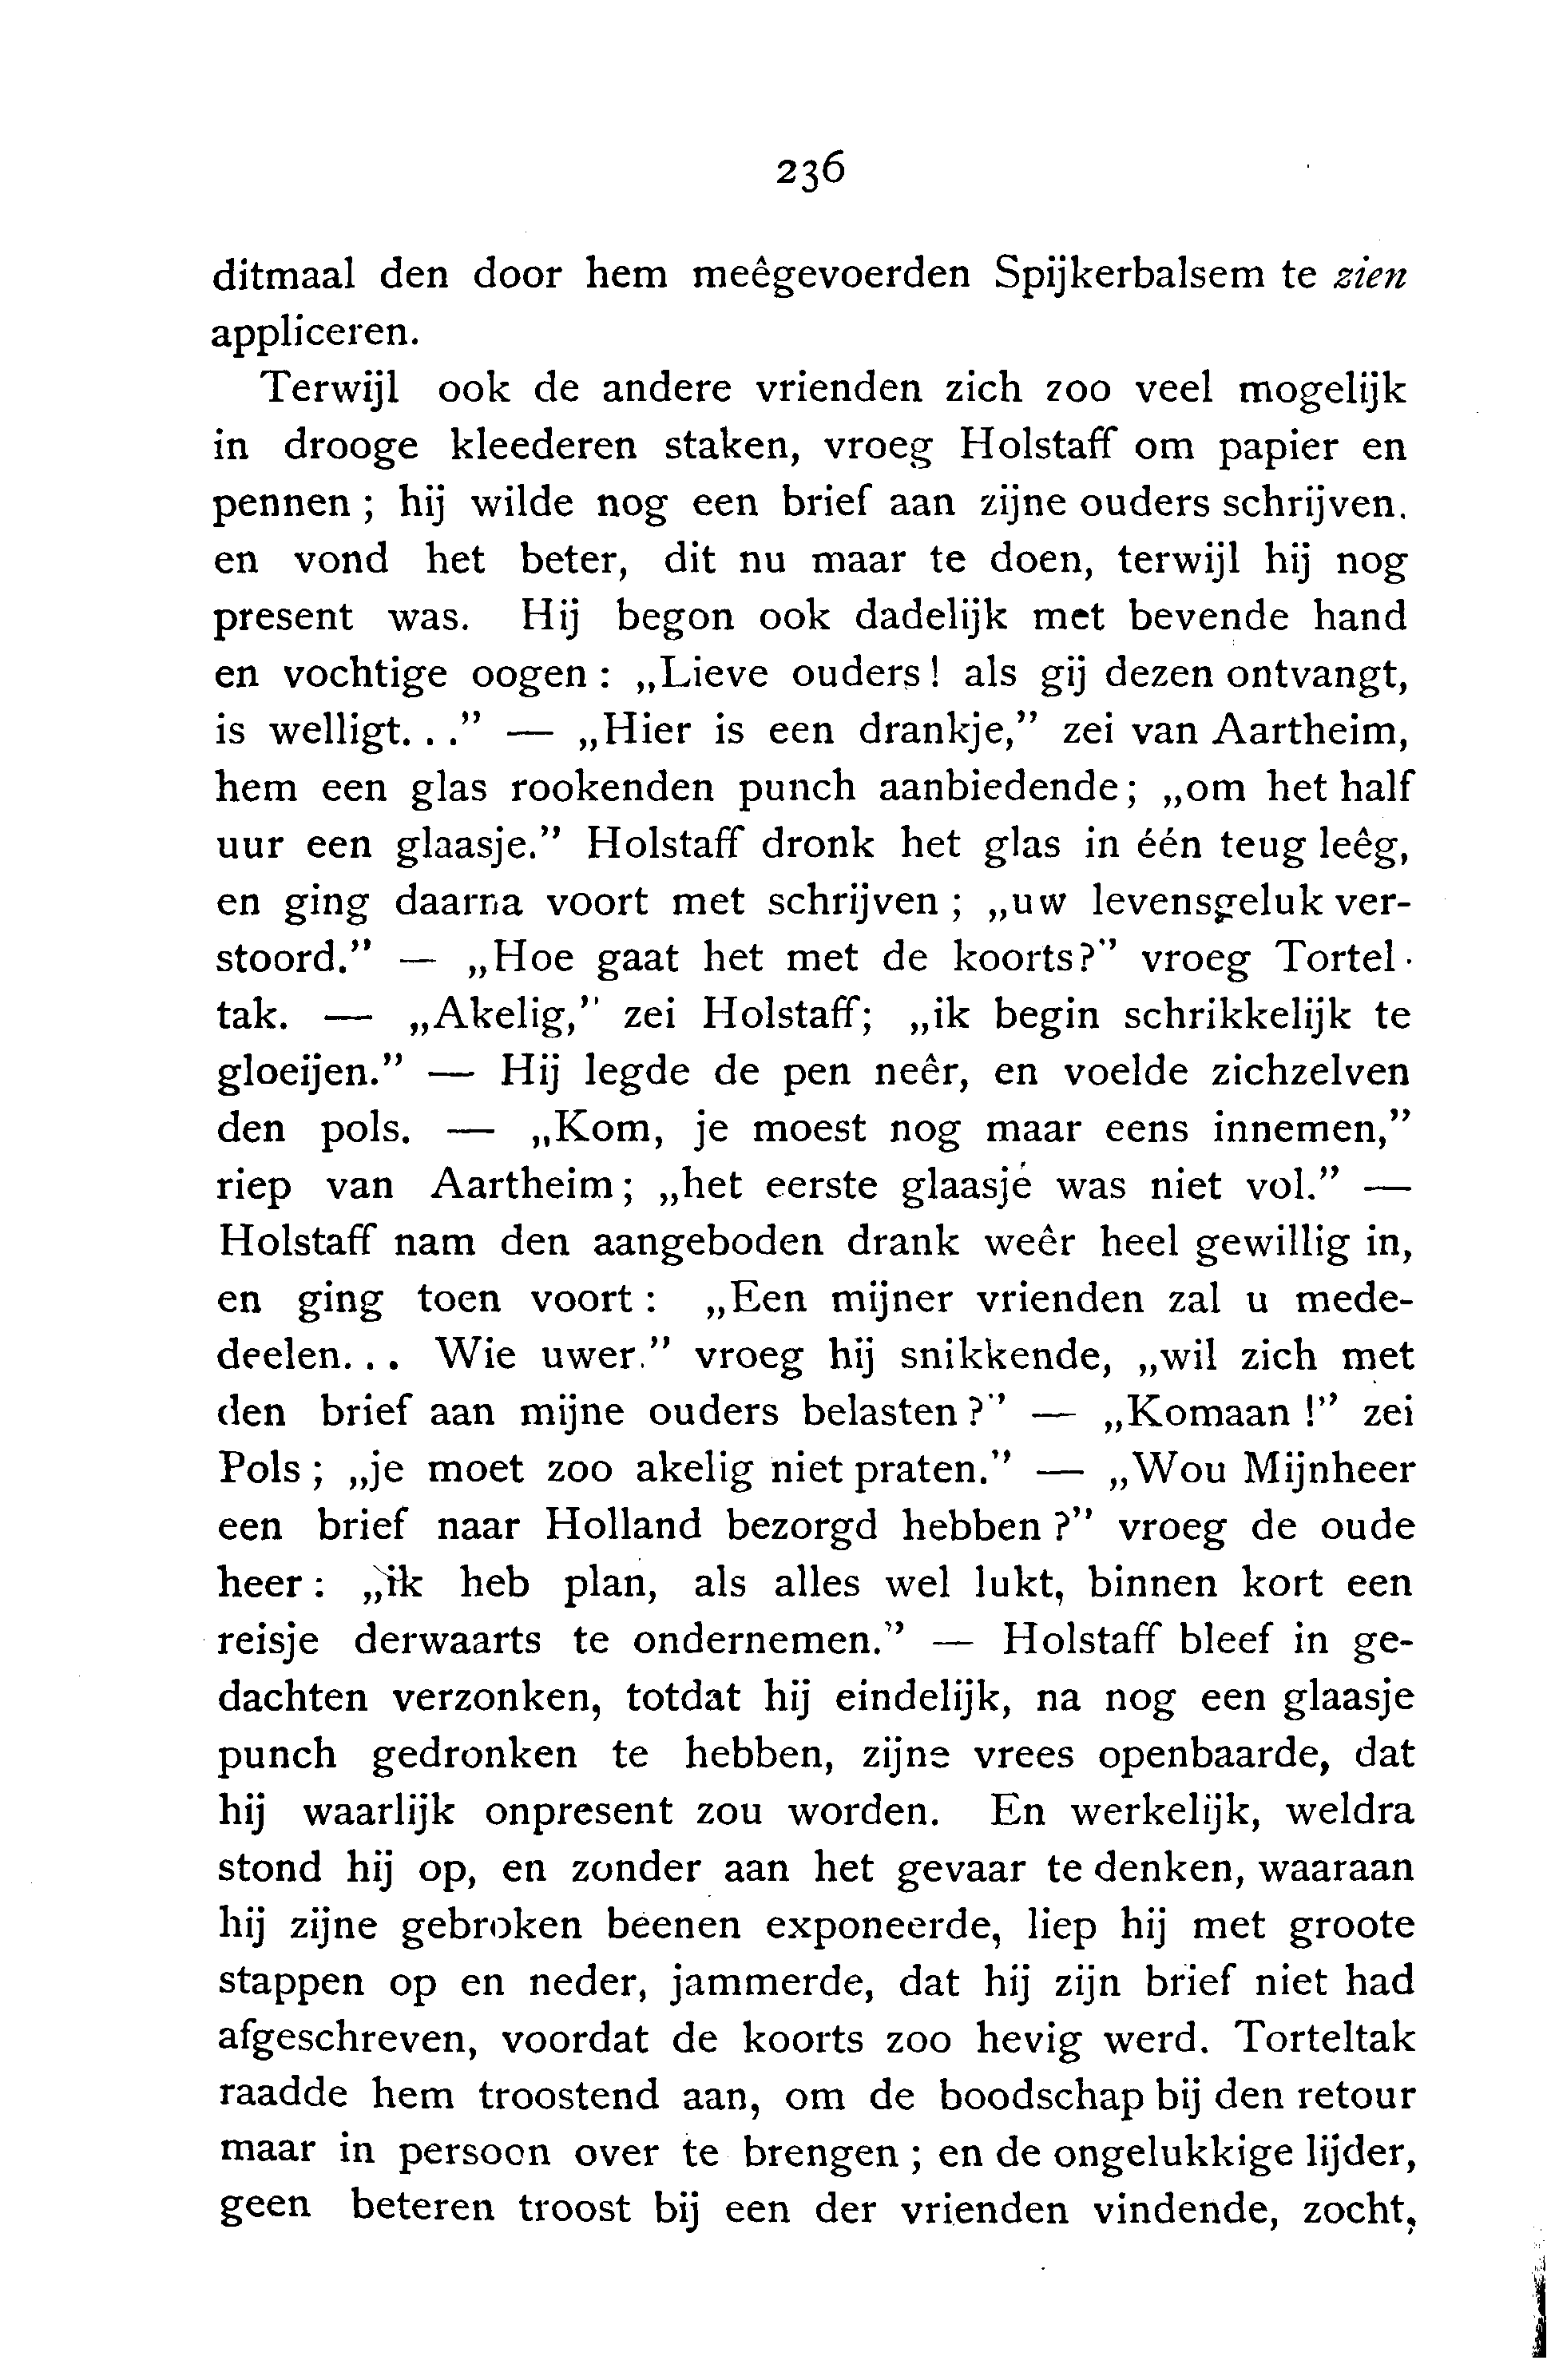 236
ditmaal den door hem meêgevoerden Spijkerbalsem te zien
appliceren.
Terwijl ook de andere vrienden zich zoo veel mogelijk
in drooge kleederen staken, vroeg Holstaff om papier en
pennen ; hij wilde nog een brief aan zijne ouders schrijven.
en vond het beter, dit nu maar te doen, terwijl hij nog
present was. Hij begon ook dadelijk met bevende hand
en vochtige oogen : „Lieve ouders! als gij dezen ontvangt,
is welligt. . .” — „Hier is een drankje,” zei van Aartheim,
hem een glas rookenden punch aanbiedende; „om het half
uur een glaasje.” Holstaff dronk het glas in één teug leêg,
en ging daarna voort met schrijven ; „uw levensgeluk ver-
stoord.” — „Hoe gaat het met de koorts?” vroeg Tortel-
tak. — „Akelig,” zei Holstaff; „ik begin schrikkelijk te
gloeijen.” — Hij legde de pen neêr, en voelde zichzelven
den pols. — „Kom, je moest nog maar eens innemen,”
riep van Aartheim; „het eerste glaasje was niet vol.” —
Holstaff nam den aangeboden drank weêr heel gewillig in,
en ging toen voort : „Een mijner vrienden zal u mede-
deelen. . . Wie uwer.” vroeg hij snikkende, „wil zich met
den brief aan mijne ouders belasten?” — „Komaan !” zei
Pols ; „je moet zoo akelig niet praten.” — „Wou Mijnheer
een brief naar Holland bezorgd hebben ?” vroeg de oude
heer : „ik heb plan, als alles wel lukt, binnen kort een
reisje derwaarts te ondernemen.” — Holstaff bleef in ge-
dachten verzonken, totdat hij eindelijk, na nog een glaasje
punch gedronken te hebben, zijne vrees openbaarde, dat
hij waarlijk onpresent zou worden. En werkelijk, weldra
stond hij op, en zonder aan het gevaar te denken, waaraan
hij zijne gebroken beenen exponeerde, liep hij met groote
stappen op en neder, jammerde, dat hij zijn brief niet had
afgeschreven, voordat de koorts zoo hevig werd. Torteltak
raadde hem troostend aan, om de boodschap bij den retour
maar in persoon over te brengen ; en de ongelukkige lijder,
geen beteren troost bij een der vrienden vindende, zocht,